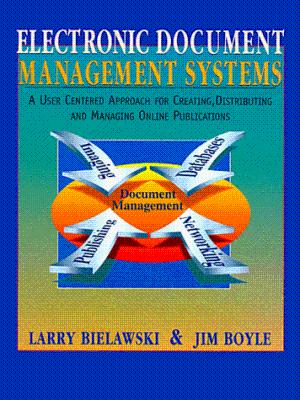 ELECTRONIC DOCUMENT
MANAGEMENT SYSTEMS
A USER CENTERED APPROACH FOR CREATING, DISTRIBUTING
AND MANAGING ONLINE PUBLICATIONS
Imaging
Databases
Document
Management
Publishing
Networking
LARRY BIELAWSKI & JIM BOYLE